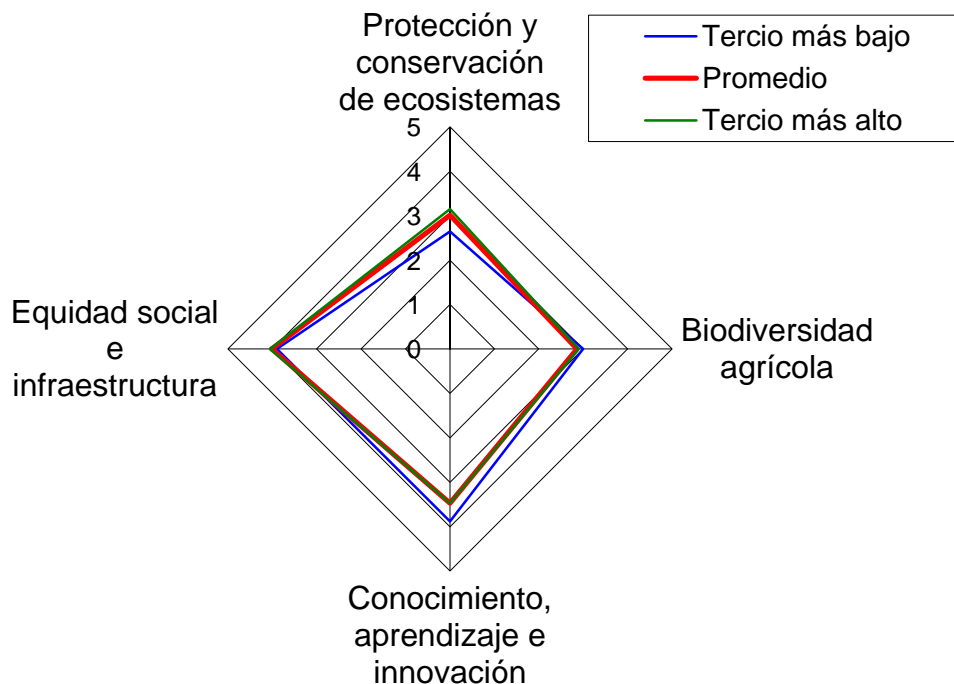 Protección y
conservación
de ecosistemas
Tercio más bajo
Promedio
Tercio más alto
5
4
3
2
1
0
Equidad social
e
infraestructura
Biodiversidad
agrícola
Conocimiento,
aprendizaje e
innovación